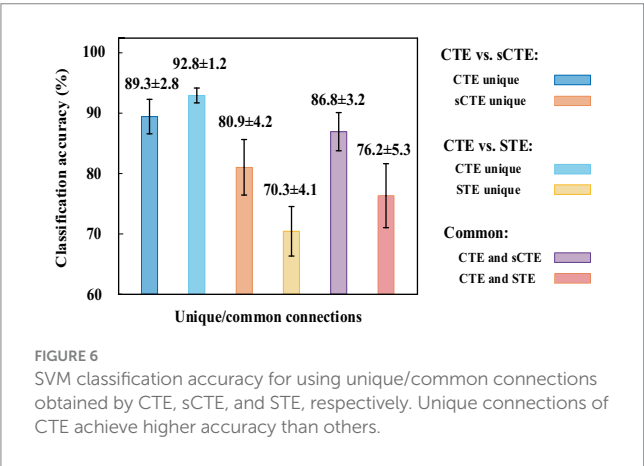 100
90
80
70
60
Classification accuracy (%)
89.3±2.8
92.8±1.2
80.9±4.2
70.3±4.1
86.8±3.2
76.2±5.3
Unique/common connections
CTE vs. sCTE:
CTE unique
sCTE unique
CTE vs. STE:
CTE unique
STE unique
Common:
CTE and sCTE
CTE and STE
FIGURE 6
SVM classification accuracy for using unique/common connections
obtained by CTE, sCTE, and STE, respectively. Unique connections of
CTE achieve higher accuracy than others.